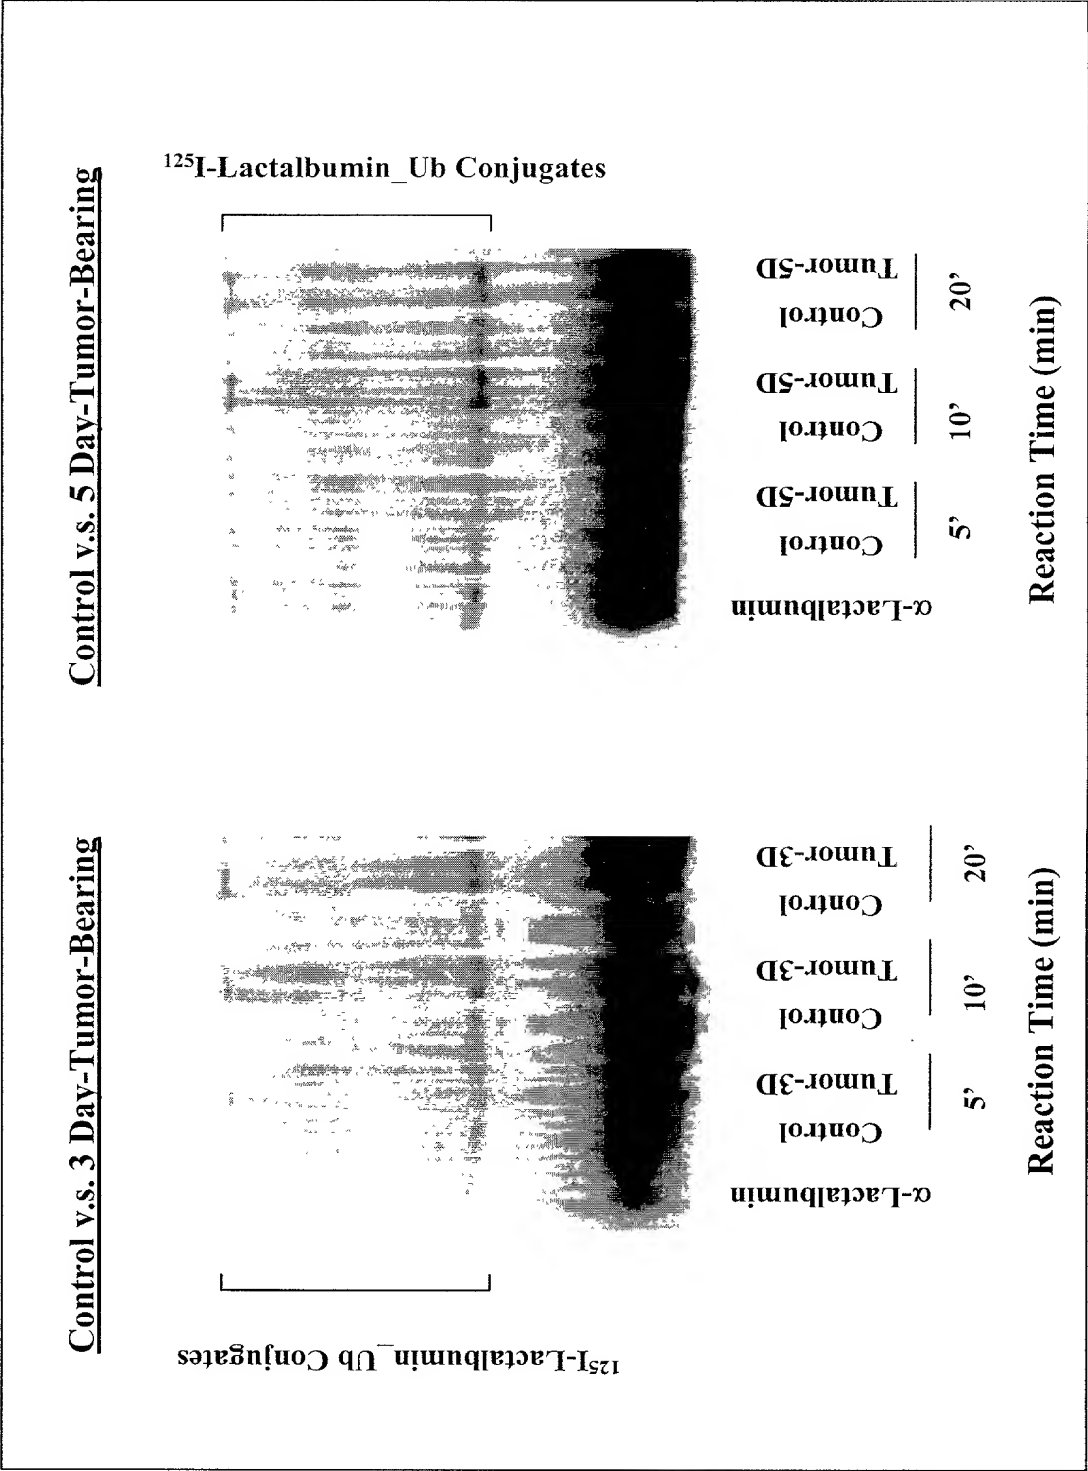 Control v.s. 3 Day-Tumor-Bearing
¹²⁵I-Lactalbumin_Ub Conjugates
α-Lactalbumin
Control
Tumor-3D
Control
Tumor-3D
Control
Tumor-3D
5’
10’
20’
Reaction Time (min)
Control v.s. 5 Day-Tumor-Bearing
¹²⁵I-Lactalbumin_Ub Conjugates
α-Lactalbumin
Control
Tumor-5D
Control
Tumor-5D
Control
Tumor-5D
5’
10’
20’
Reaction Time (min)